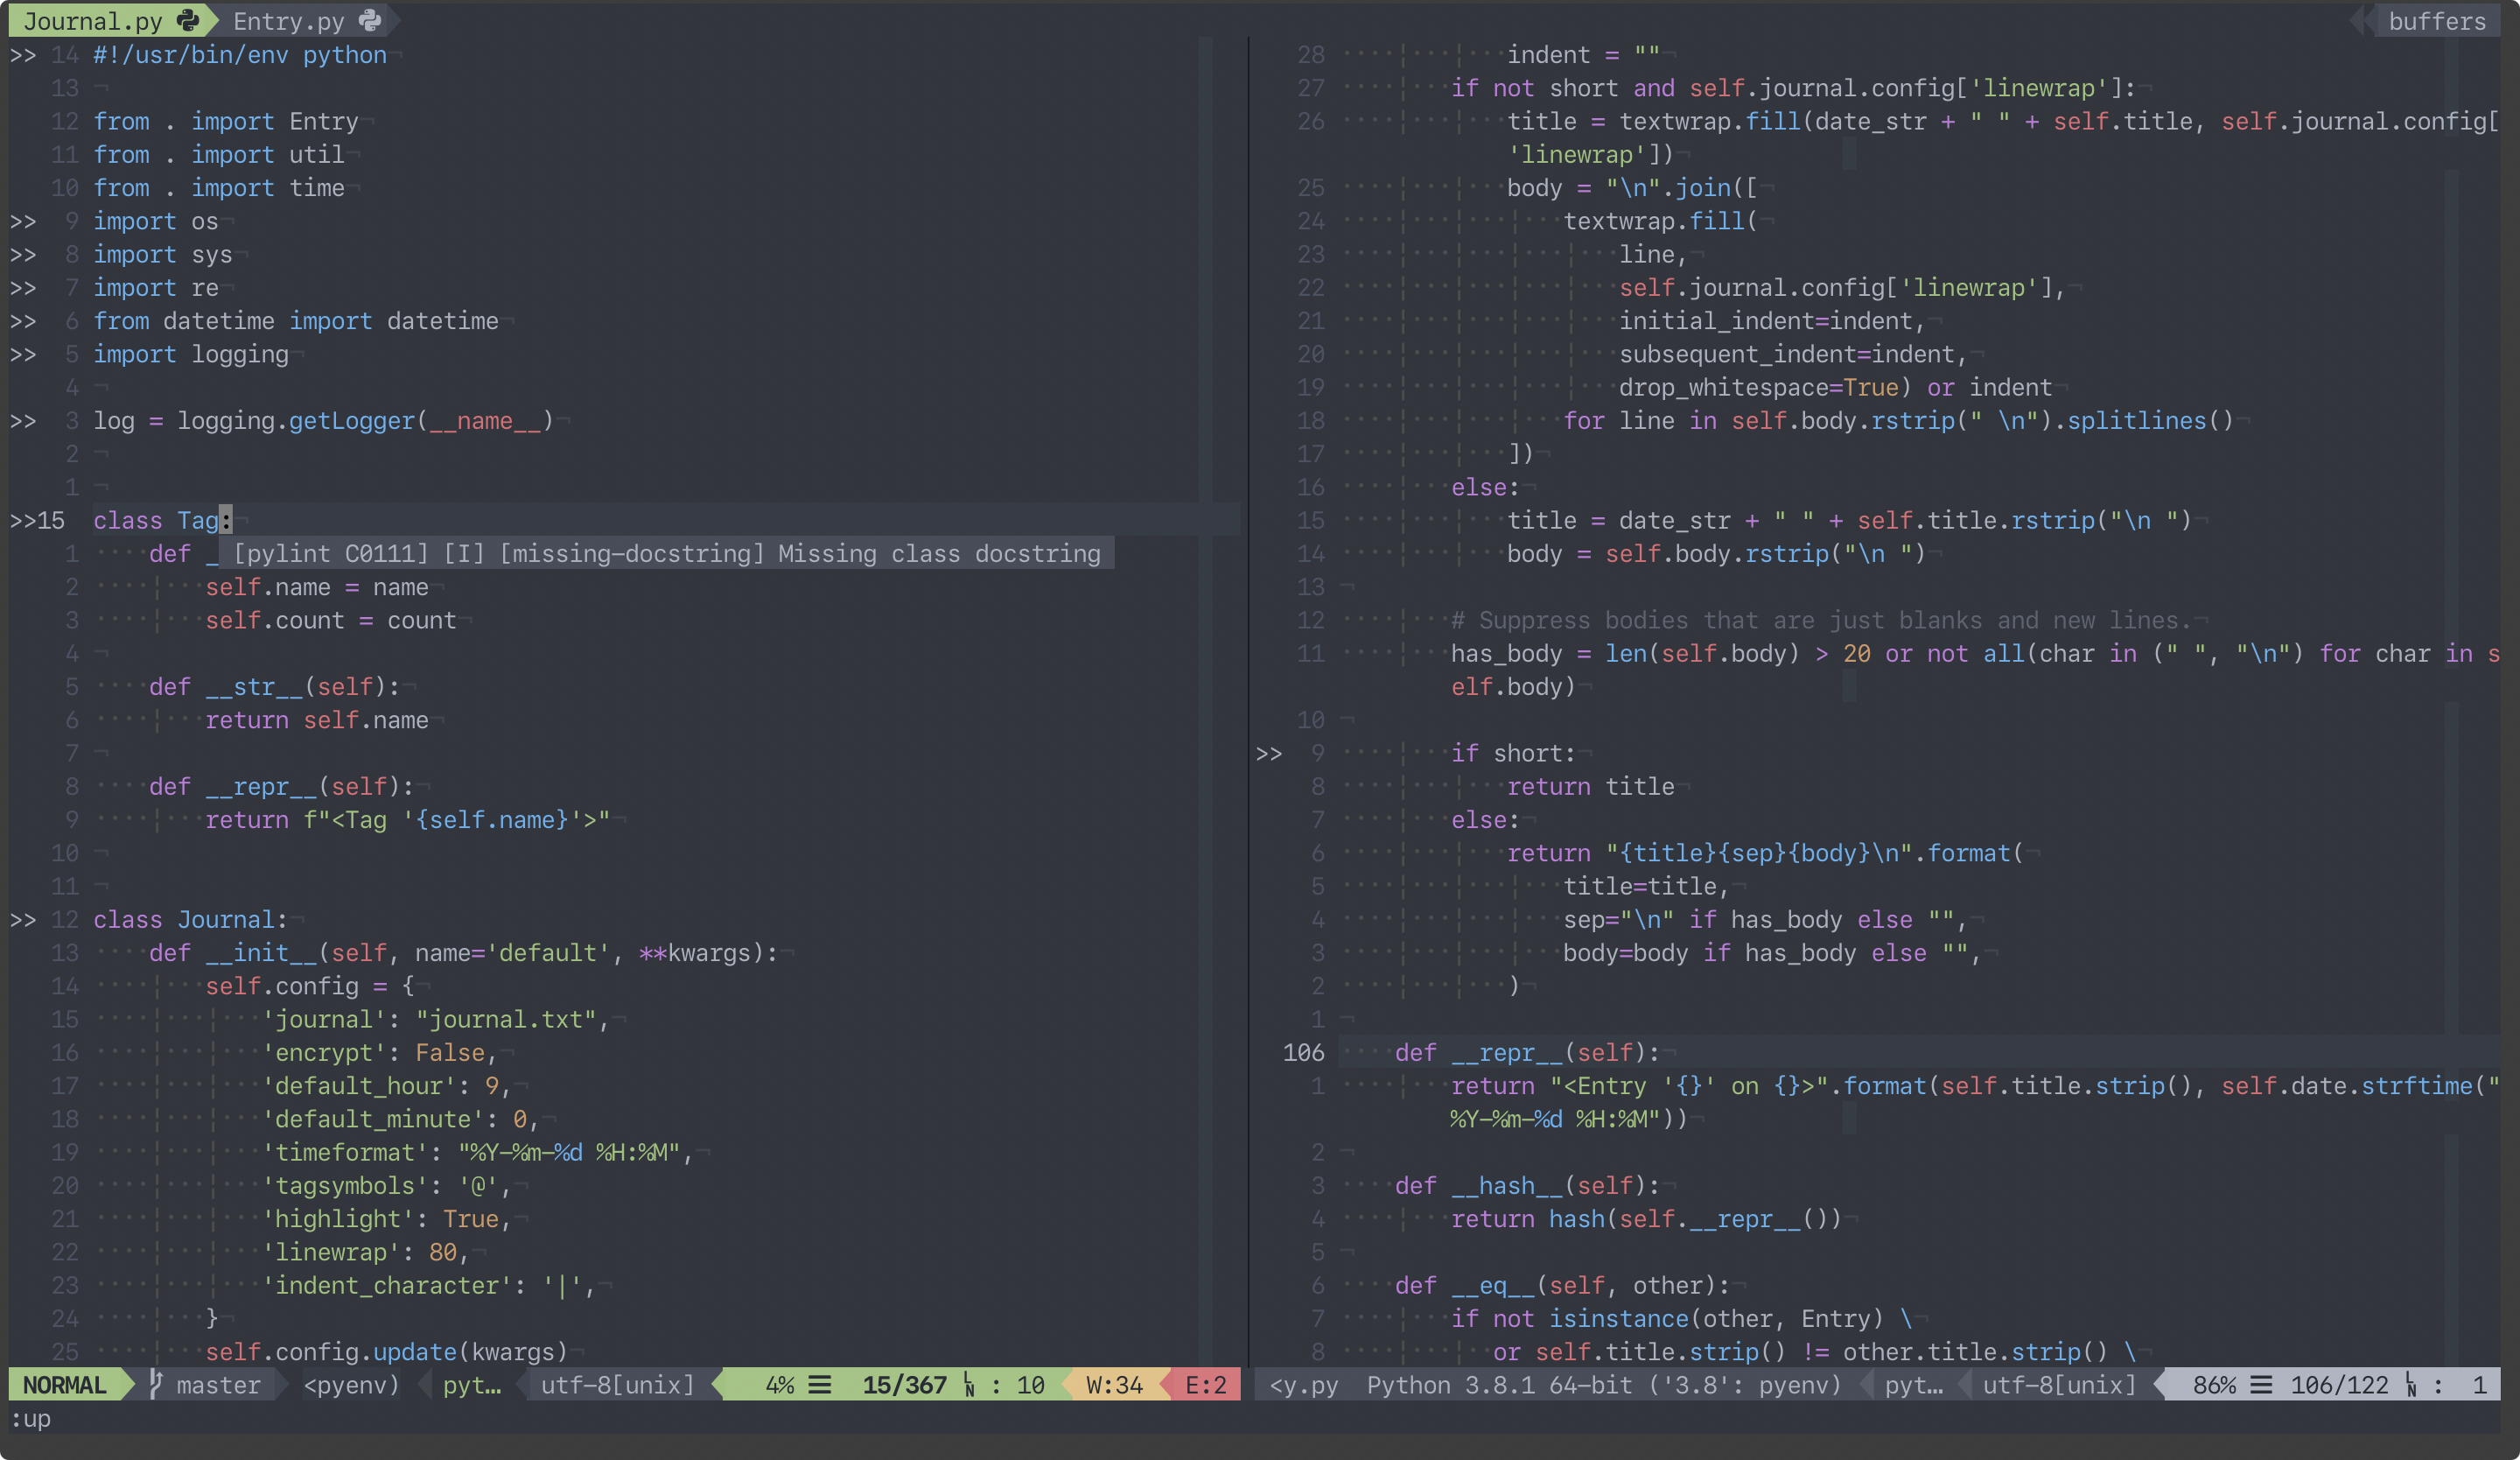 Journal.py Entry.py buffers
>> 14 #!/usr/bin/env python¬
13 ¬
12 from . import Entry¬
11 from . import util¬
10 from . import time¬
>> 9 import os¬
>> 8 import sys¬
>> 7 import re¬
>> 6 from datetime import datetime¬
>> 5 import logging¬
4 ¬
>> 3 log = logging.getLogger(__name__)¬
2 ¬
1 ¬
>>15 class Tag:¬
1 ····def _ [pylint C0111] [I] [missing-docstring] Missing class docstring
2 ····¦···self.name = name¬
3 ····¦···self.count = count¬
4 ¬
5 ····def __str__(self):¬
6 ····¦···return self.name¬
7 ¬
8 ····def __repr__(self):¬
9 ····¦···return f"<Tag '{self.name}'>"¬
10 ¬
11 ¬
>> 12 class Journal:¬
13 ····def __init__(self, name='default', **kwargs):¬
14 ····¦···self.config = {¬
15 ····¦···¦···'journal': "journal.txt",¬
16 ····¦···¦···'encrypt': False,¬
17 ····¦···¦···'default_hour': 9,¬
18 ····¦···¦···'default_minute': 0,¬
19 ····¦···¦···'timeformat': "%Y-%m-%d %H:%M",¬
20 ····¦···¦···'tagsymbols': '@',¬
21 ····¦···¦···'highlight': True,¬
22 ····¦···¦···'linewrap': 80,¬
23 ····¦···¦···'indent_character': '|',¬
24 ····¦···}¬
25 ····¦···self.config.update(kwargs)¬
NORMAL master <pyenv) pyt… utf-8[unix] 4% ☰ 15/367 LN : 10 W:34 E:2
:up
28 ····¦···¦···indent = ""¬
27 ····¦···if not short and self.journal.config['linewrap']:¬
26 ····¦···¦···title = textwrap.fill(date_str + " " + self.title, self.journal.config[
'linewrap'])¬
25 ····¦···¦···body = "\n".join([¬
24 ····¦···¦···¦···textwrap.fill(¬
23 ····¦···¦···¦···¦···line,¬
22 ····¦···¦···¦···¦···self.journal.config['linewrap'],¬
21 ····¦···¦···¦···¦···initial_indent=indent,¬
20 ····¦···¦···¦···¦···subsequent_indent=indent,¬
19 ····¦···¦···¦···¦···drop_whitespace=True) or indent¬
18 ····¦···¦···¦···for line in self.body.rstrip(" \n").splitlines()¬
17 ····¦···¦···])¬
16 ····¦···else:¬
15 ····¦···¦···title = date_str + " " + self.title.rstrip("\n ")¬
14 ····¦···¦···body = self.body.rstrip("\n ")¬
13 ¬
12 ····¦···# Suppress bodies that are just blanks and new lines.¬
11 ····¦···has_body = len(self.body) > 20 or not all(char in (" ", "\n") for char in s
elf.body)¬
10 ¬
>> 9 ····¦···if short:¬
8 ····¦···¦···return title¬
7 ····¦···else:¬
6 ····¦···¦···return "{title}{sep}{body}\n".format(¬
5 ····¦···¦···¦···title=title,¬
4 ····¦···¦···¦···sep="\n" if has_body else "",¬
3 ····¦···¦···¦···body=body if has_body else "",¬
2 ····¦···¦···)¬
1 ¬
106 ····def __repr__(self):¬
1 ····¦···return "<Entry '{}' on {}>".format(self.title.strip(), self.date.strftime("
%Y-%m-%d %H:%M"))¬
2 ¬
3 ····def __hash__(self):¬
4 ····¦···return hash(self.__repr__())¬
5 ¬
6 ····def __eq__(self, other):¬
7 ····¦···if not isinstance(other, Entry) \¬
8 ····¦···¦··or self.title.strip() != other.title.strip() \¬
<y.py Python 3.8.1 64-bit ('3.8': pyenv) pyt… utf-8[unix] 86% ☰ 106/122 LN : 1